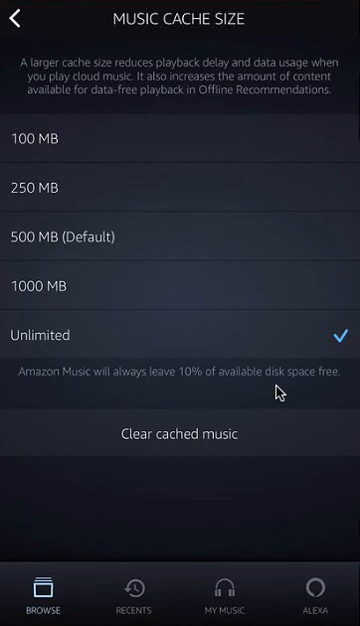 MUSIC CACHE SIZE
A larger cache size reduces playback delay and data usage when
you play cloud music. It also increases the amount of content
available for data-free playback in Offline Recommendations.
100 MB
250 MB
500 MB (Default)
1000 MB
Unlimited
Amazon Music will always leave 10% of available disk space free.
Clear cached music
BROWSE
RECENTS
MY MUSIC
ALEXA